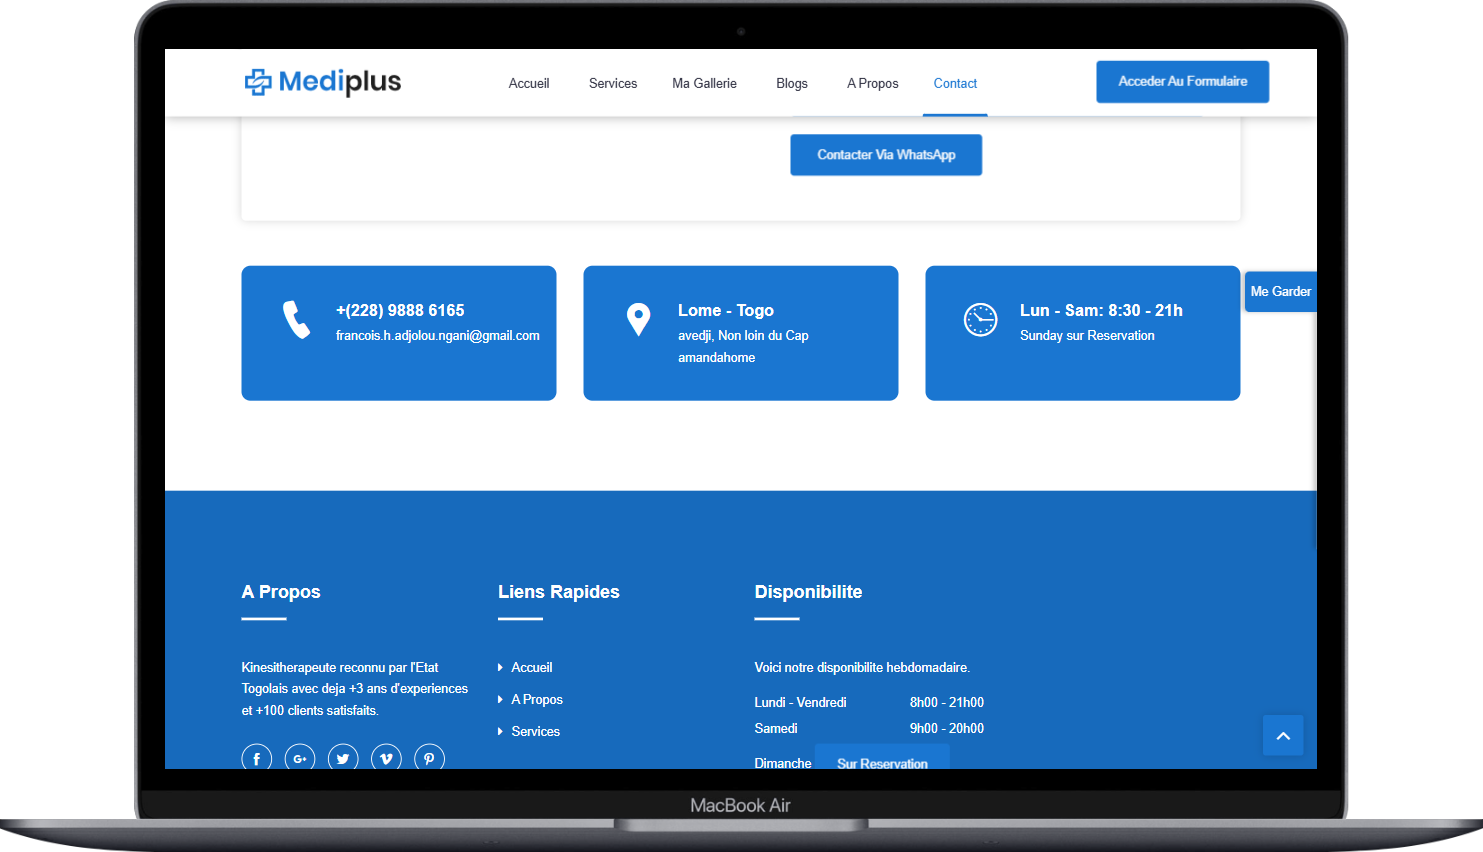 Mediplus
Accueil
Services
Ma Gallerie
Blogs
A Propos
Contact
Acceder Au Formulaire
Contacter Via WhatsApp
+(228) 9888 6165
francois.h.adjolou.ngani@gmail.com
Lome - Togo
avedji, Non loin du Cap
amandahome
Lun - Sam: 8:30 - 21h
Sunday sur Reservation
Me Garder
A Propos
Kinesitherapeute reconnu par l'Etat
Togolais avec deja +3 ans d'experiences
et +100 clients satisfaits.
Liens Rapides
Accueil
A Propos
Services
Disponibilite
Voici notre disponibilite hebdomadaire.
Lundi - Vendredi 8h00 - 21h00
Samedi 9h00 - 20h00
Dimanche Sur Reservation
MacBook Air